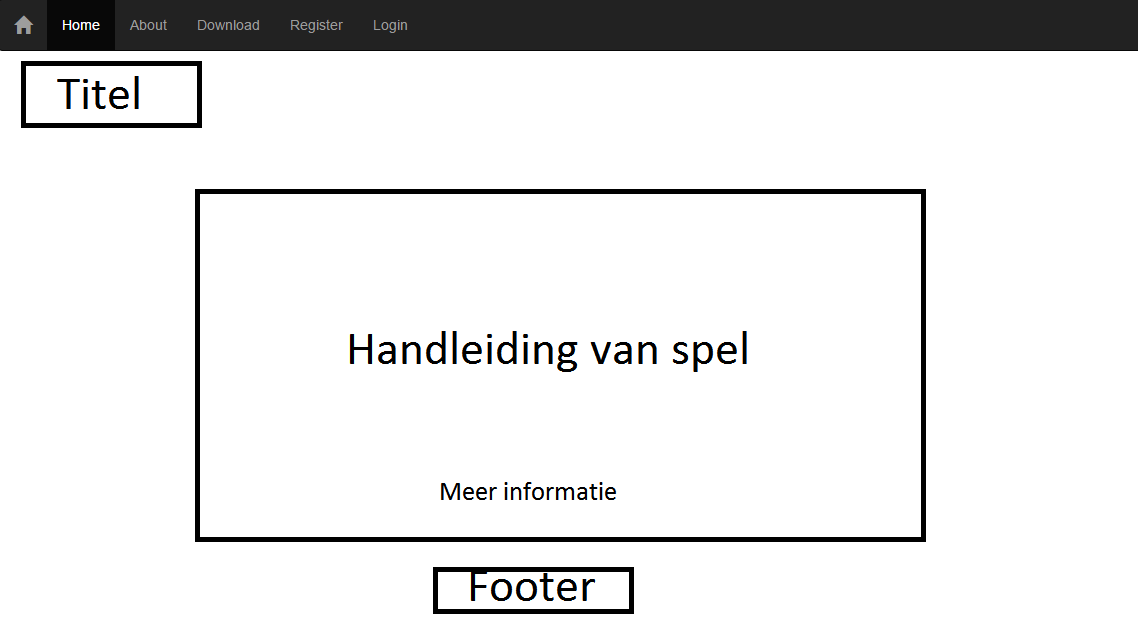 Home About Download Register Login
Titel
Handleiding van spel
Meer informatie
Footer